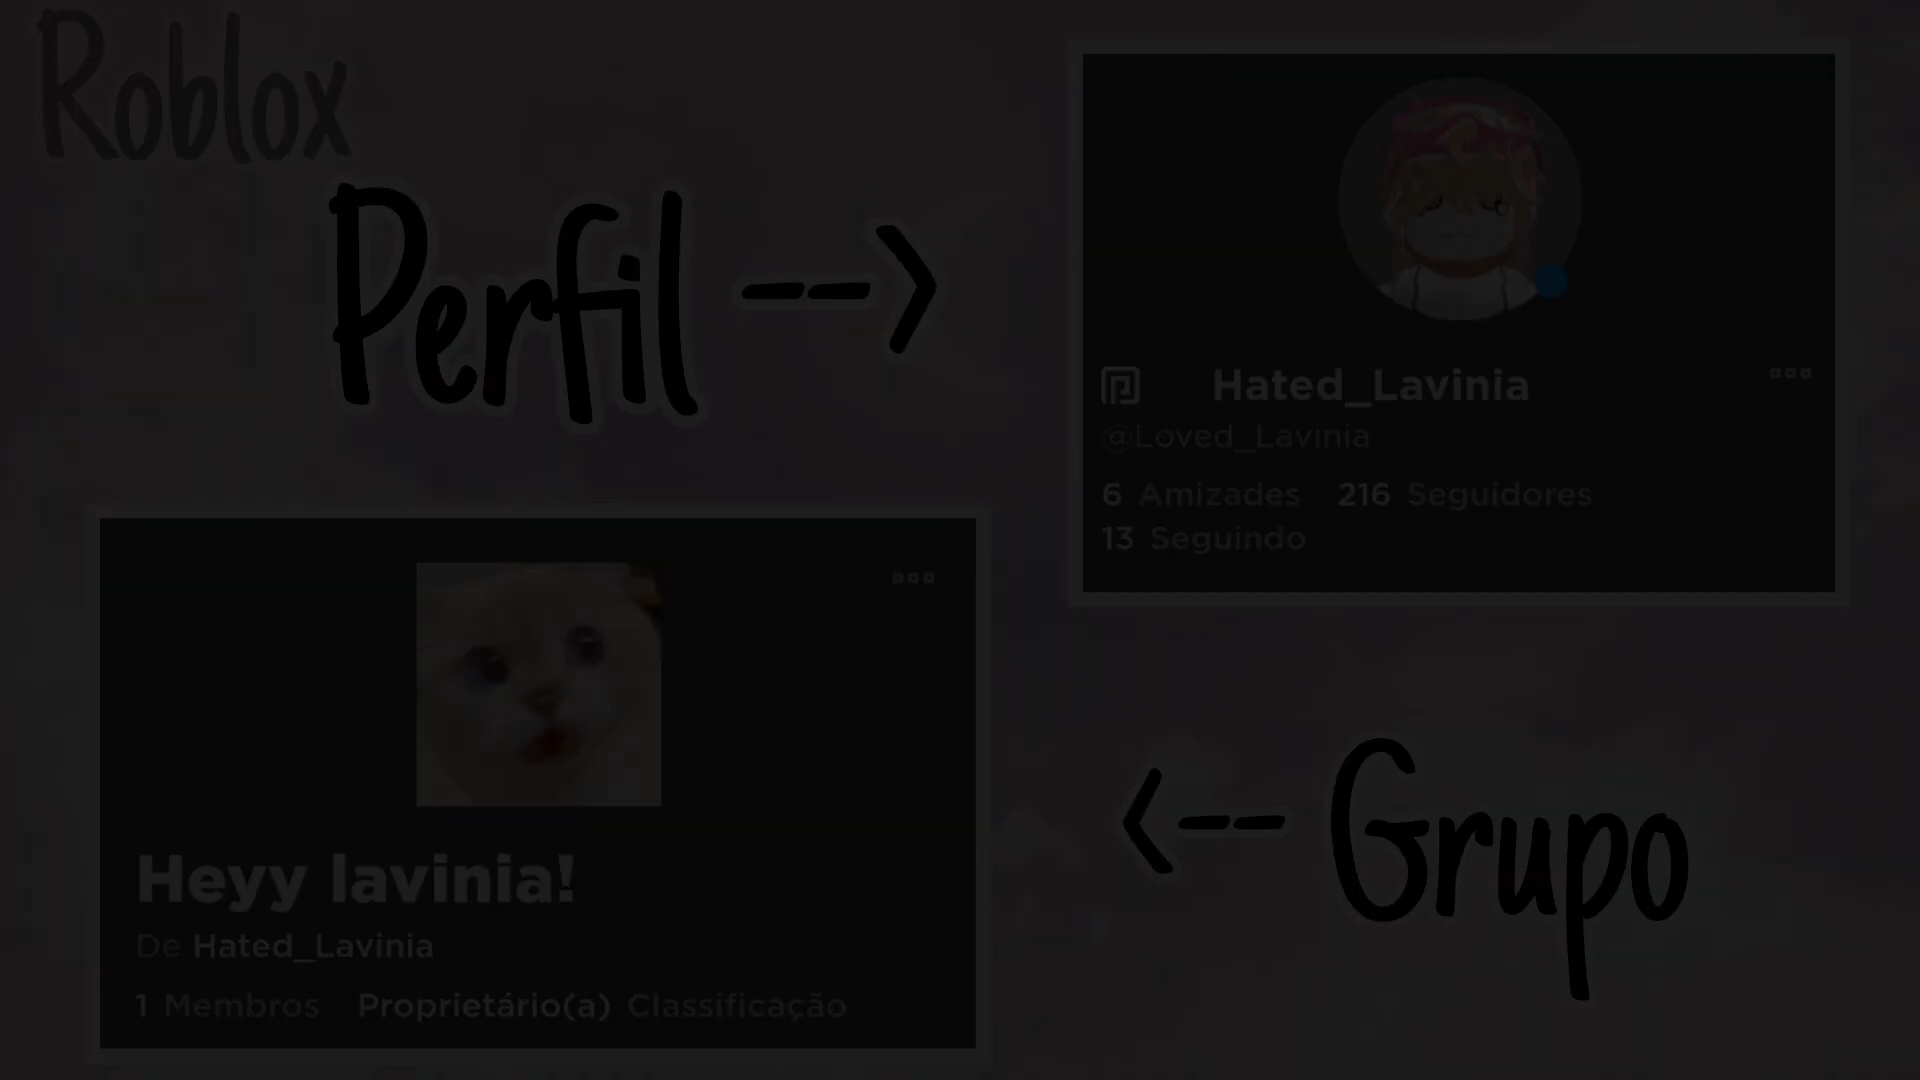 Roblox
Perfil -->
Hated_Lavinia
@Loved_Lavinia
6 Amizades 216 Seguidores
13 Seguindo
Heyy lavinia!
De Hated_Lavinia
1 Membros Proprietário(a) Classificação
<-- Grupo